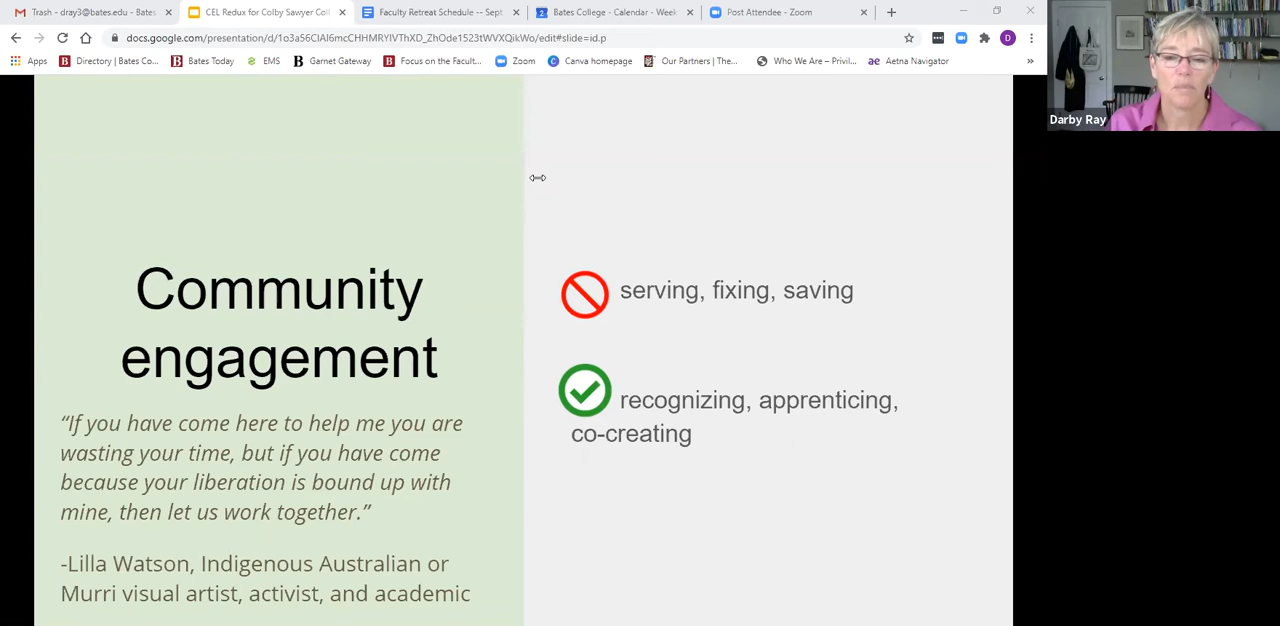 Trash - dray3@bates.edu - Bates
CEL Redux for Colby Sawyer Coll
Faculty Retreat Schedule -- Sept
Bates College - Calendar - Week
Post Attendee - Zoom
docs.google.com/presentation/d/1o3a56ClAl6mcCHHMRYIVThXD_ZhOde1523tWVXQikWo/edit#slide=id.p
Apps
Directory | Bates Co...
Bates Today
EMS
Garnet Gateway
Focus on the Facult...
Zoom
Canva homepage
Our Partners | The...
Who We Are – Privil...
Aetna Navigator
Darby Ray
Community
engagement
“If you have come here to help me you are
wasting your time, but if you have come
because your liberation is bound up with
mine, then let us work together.”
-Lilla Watson, Indigenous Australian or
Murri visual artist, activist, and academic
serving, fixing, saving
recognizing, apprenticing,
co-creating